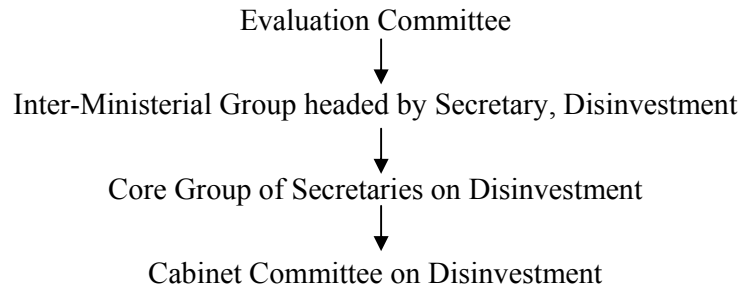 Evaluation Committee
Inter-Ministerial Group headed by Secretary, Disinvestment
Core Group of Secretaries on Disinvestment
Cabinet Committee on Disinvestment